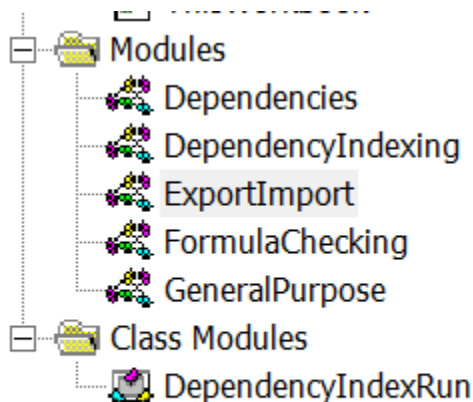 Modules
Dependencies
DependencyIndexing
ExportImport
FormulaChecking
GeneralPurpose
Class Modules
DependencyIndexRun